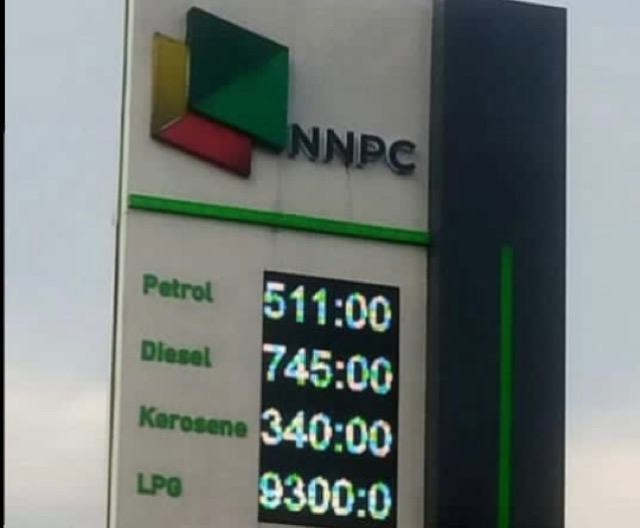 NNPC
Petrol 511:00
Diesel 745:00
Kerosene 340:00
LPG 9300:0